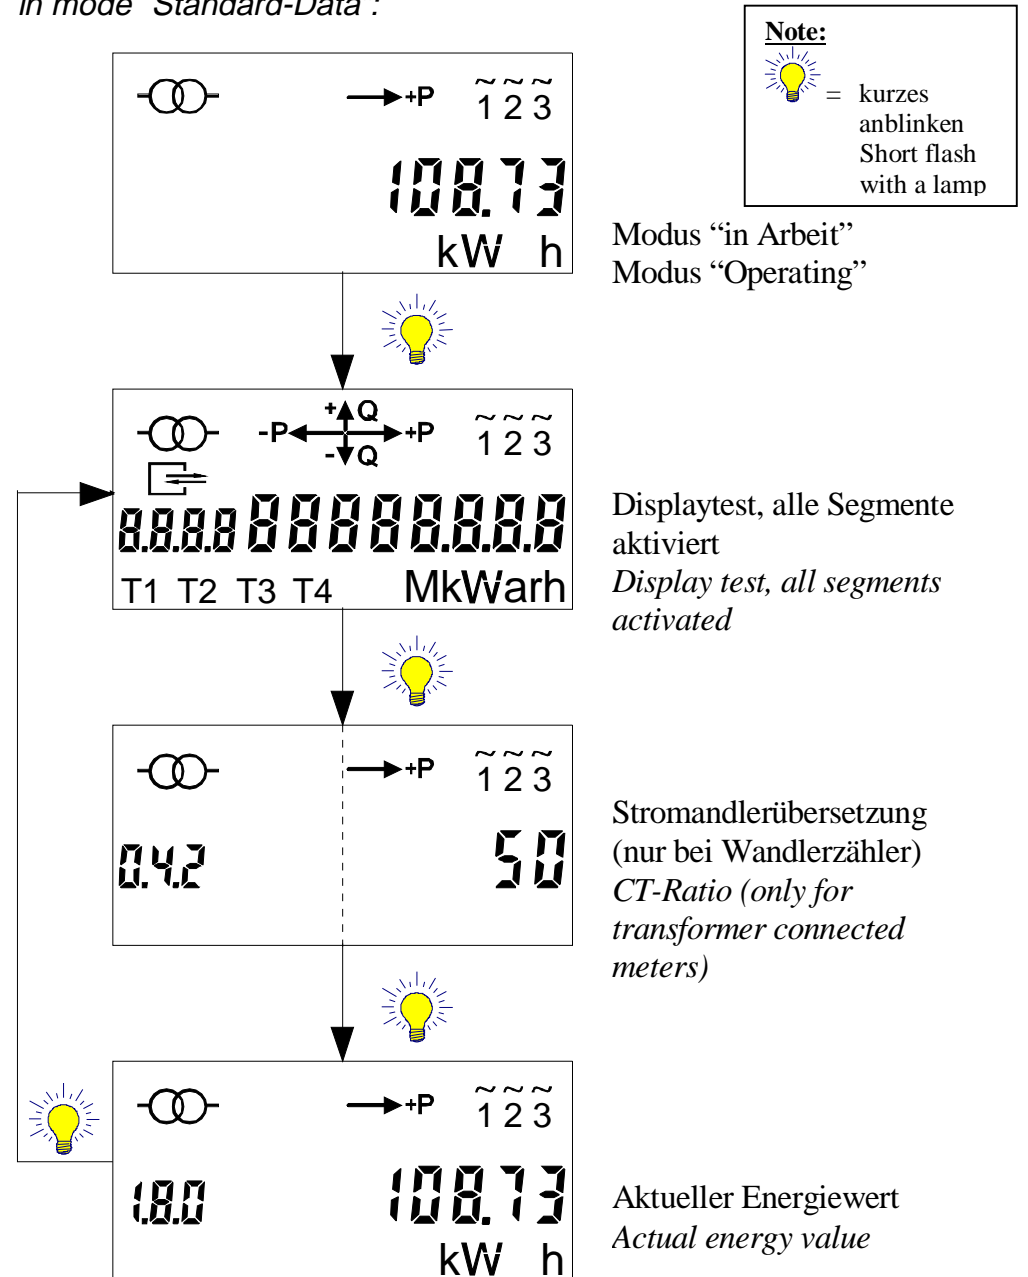 in mode "Standard-Data":
Note:
= kurzes
anblinken
Short flash
with a lamp
+P 1 2 3
108.73
kW h
Modus “in Arbeit”
Modus “Operating”
+ Q
-P +P 1 2 3
- Q
8.8.8.8 88888.8.8.8
T1 T2 T3 T4 MkWarh
Displaytest, alle Segmente
aktiviert
Display test, all segments
activated
+P 1 2 3
0.4.2 50
Stromandlerübersetzung
(nur bei Wandlerzähler)
CT-Ratio (only for
transformer connected
meters)
+P 1 2 3
1.8.0 108.73
kW h
Aktueller Energiewert
Actual energy value